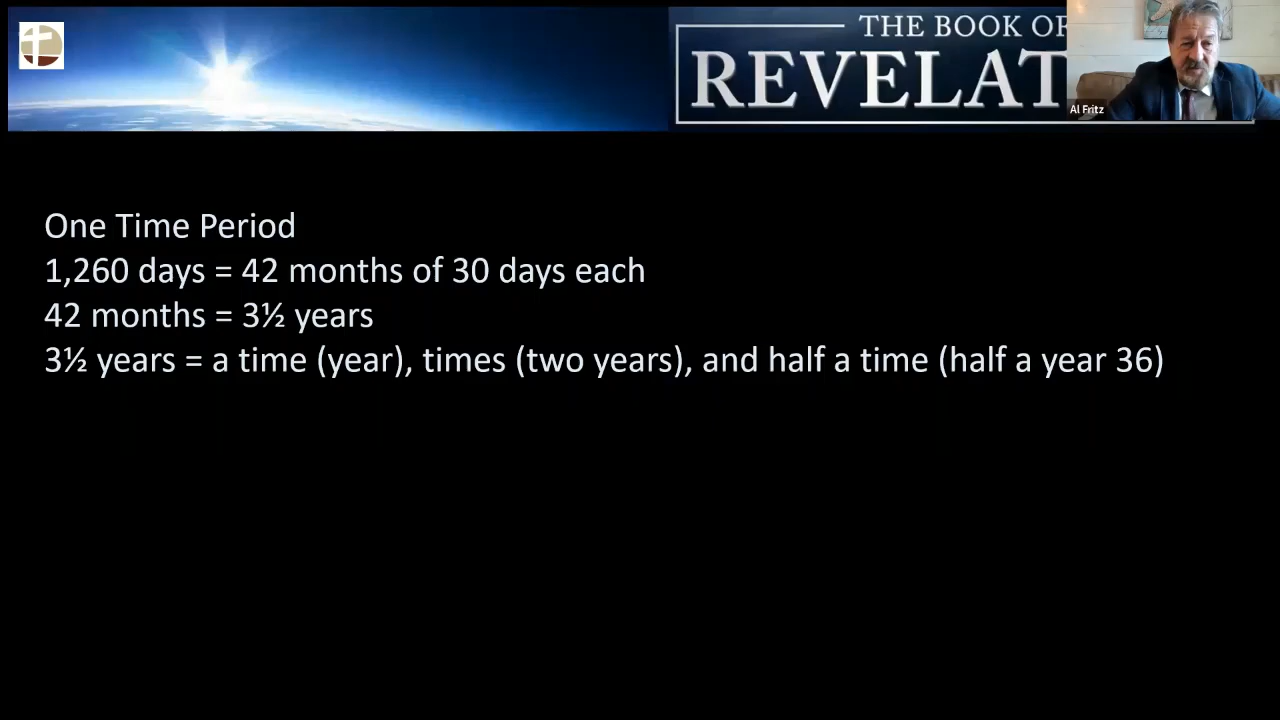 THE BOOK OF
REVELAT
Al Fritz
One Time Period
1,260 days = 42 months of 30 days each
42 months = 3½ years
3½ years = a time (year), times (two years), and half a time (half a year 36)